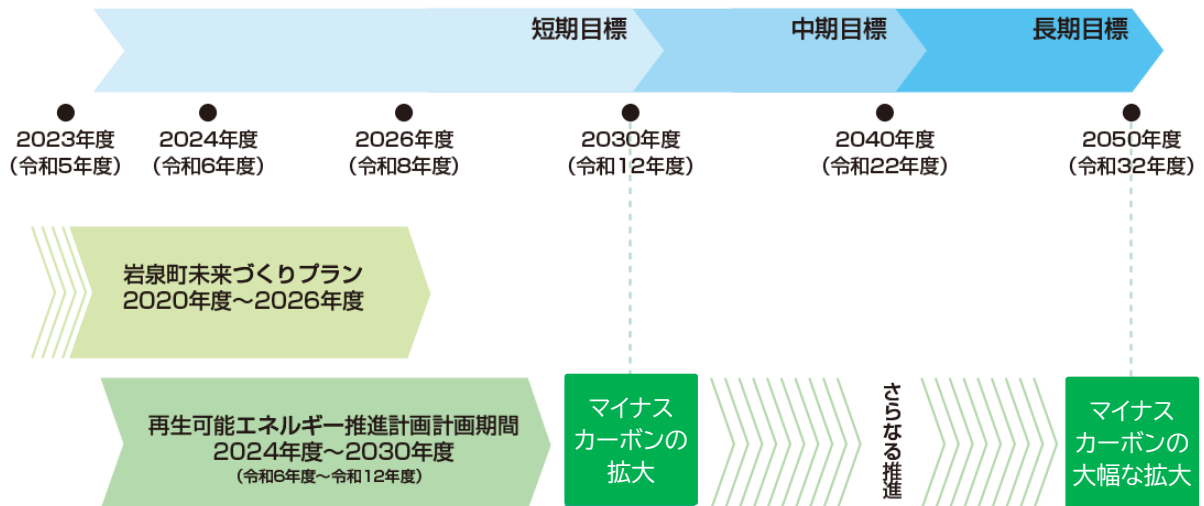 短期目標
中期目標
長期目標
2023年度
（令和5年度）
2024年度
（令和6年度）
2026年度
（令和8年度）
2030年度
（令和12年度）
2040年度
（令和22年度）
2050年度
（令和32年度）
岩泉町未来づくりプラン
2020年度～2026年度
再生可能エネルギー推進計画計画期間
2024年度～2030年度
（令和6年度～令和12年度）
マイナス
カーボンの
拡大
さらなる推進
マイナス
カーボンの
大幅な拡大